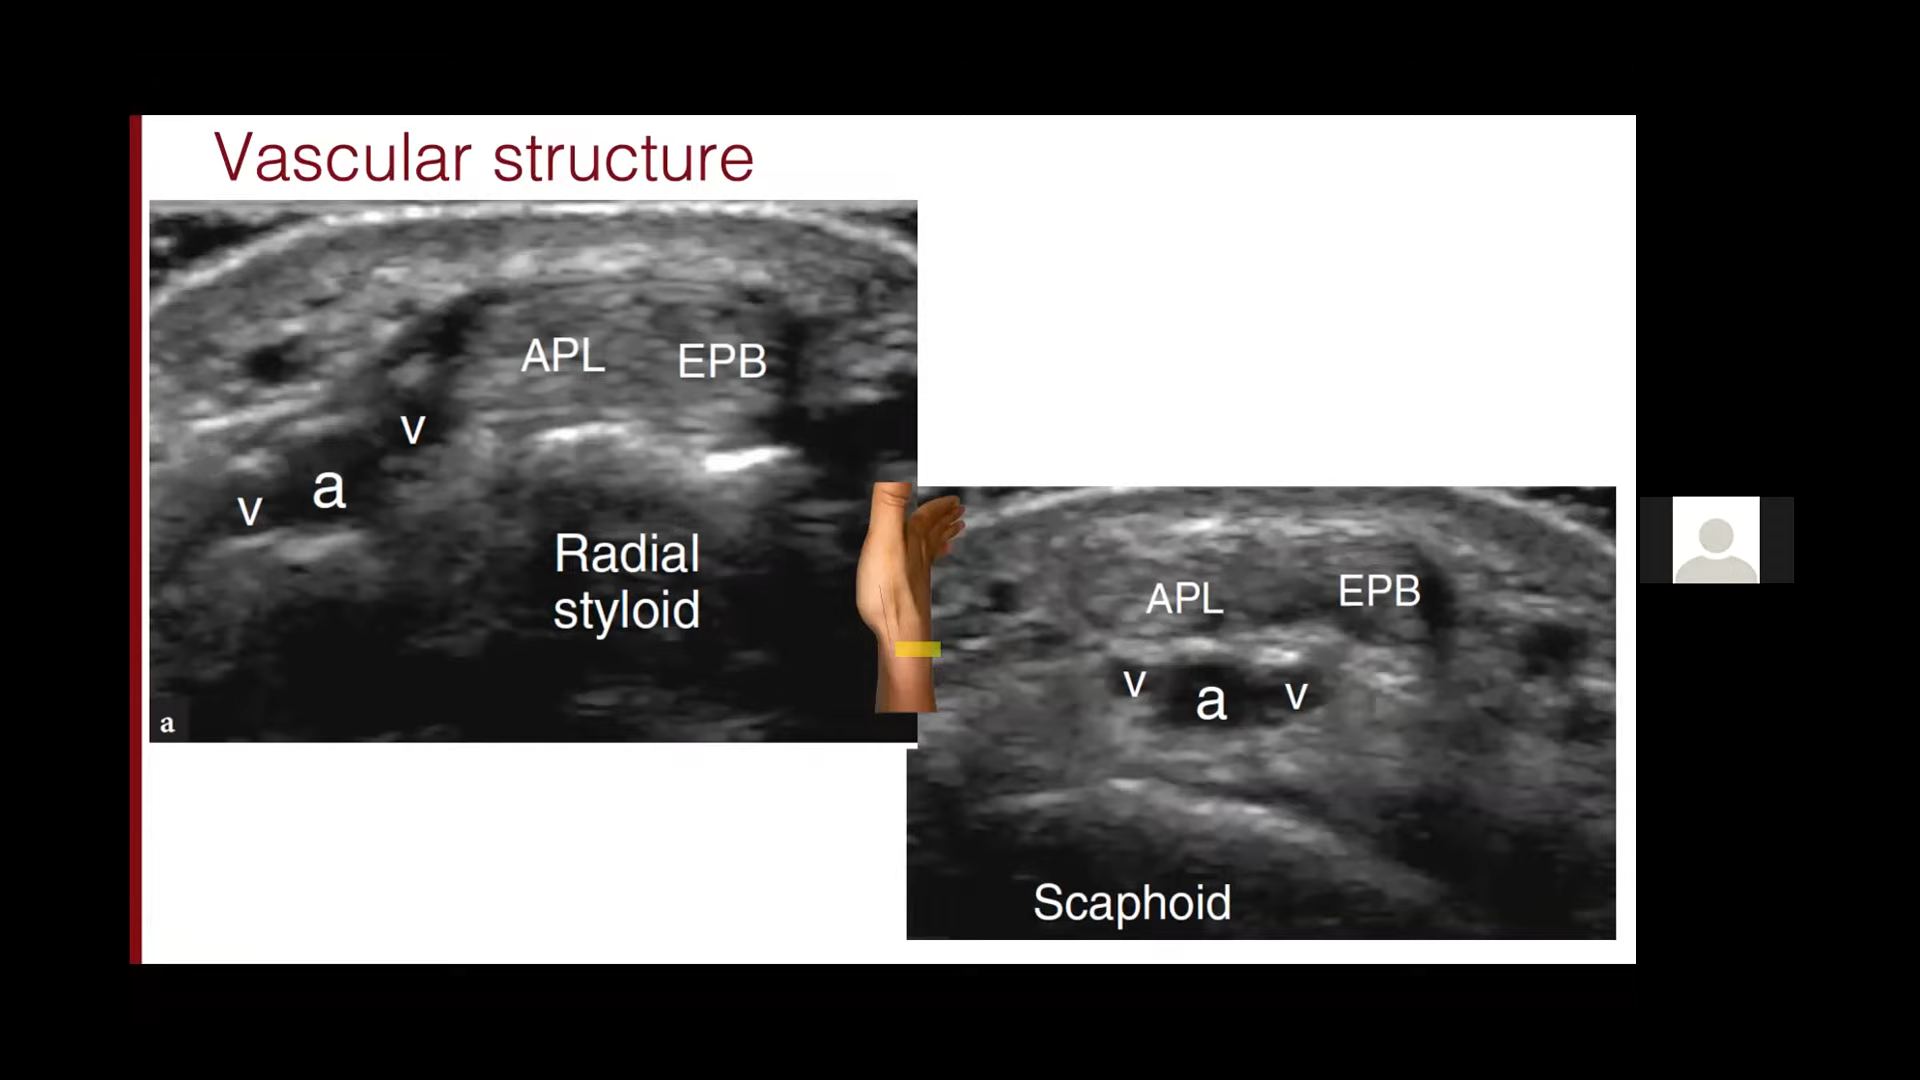 Vascular structure
APL EPB
v
v a
Radial
styloid
a
APL EPB
v a v
Scaphoid